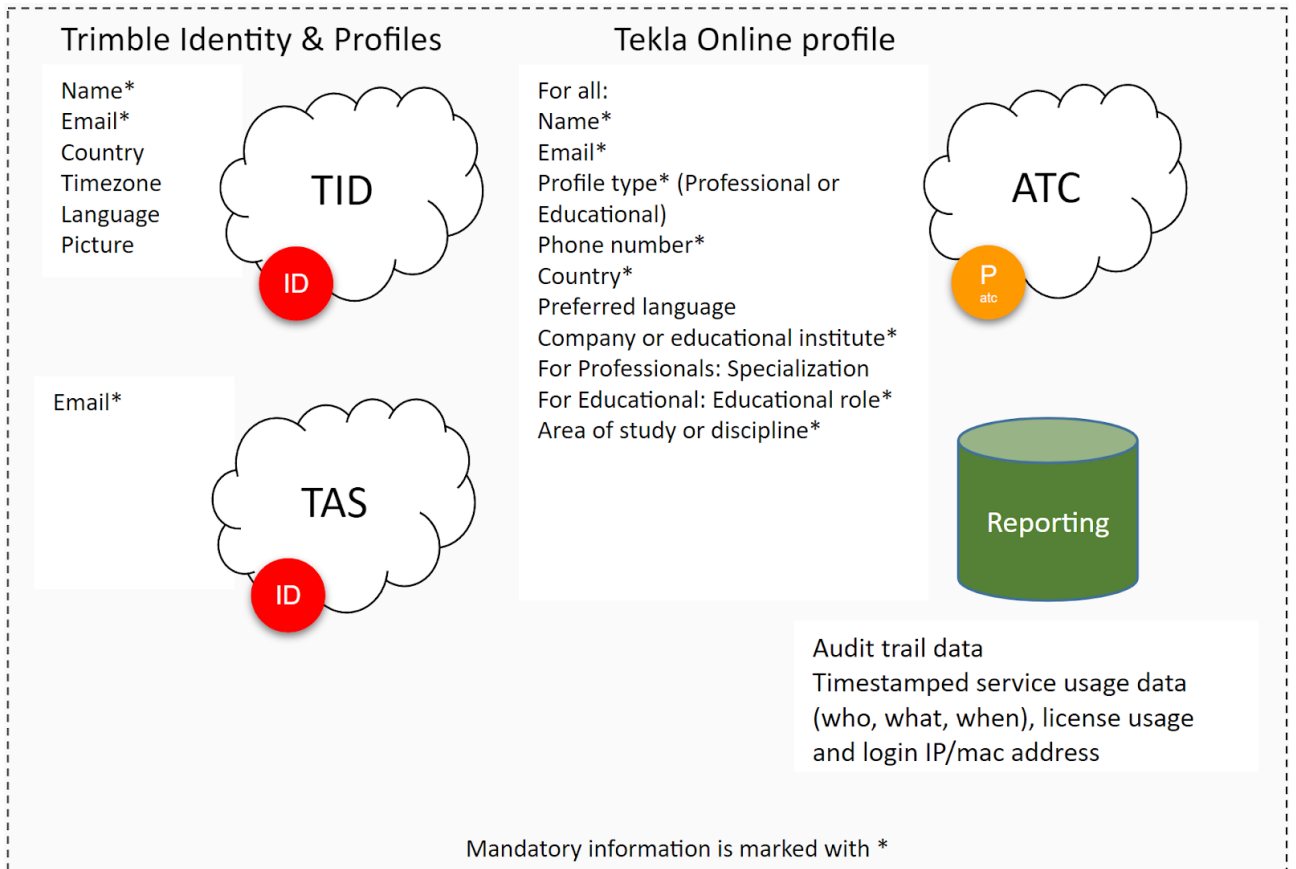 Trimble Identity & Profiles
Name*
Email*
Country
Timezone
Language
Picture
TID
ID
Email*
TAS
ID
Tekla Online profile
For all:
Name*
Email*
Profile type* (Professional or
Educational)
Phone number*
Country*
Preferred language
Company or educational institute*
For Professionals: Specialization
For Educational: Educational role*
Area of study or discipline*
ATC
P
atc
Reporting
Audit trail data
Timestamped service usage data
(who, what, when), license usage
and login IP/mac address
Mandatory information is marked with *